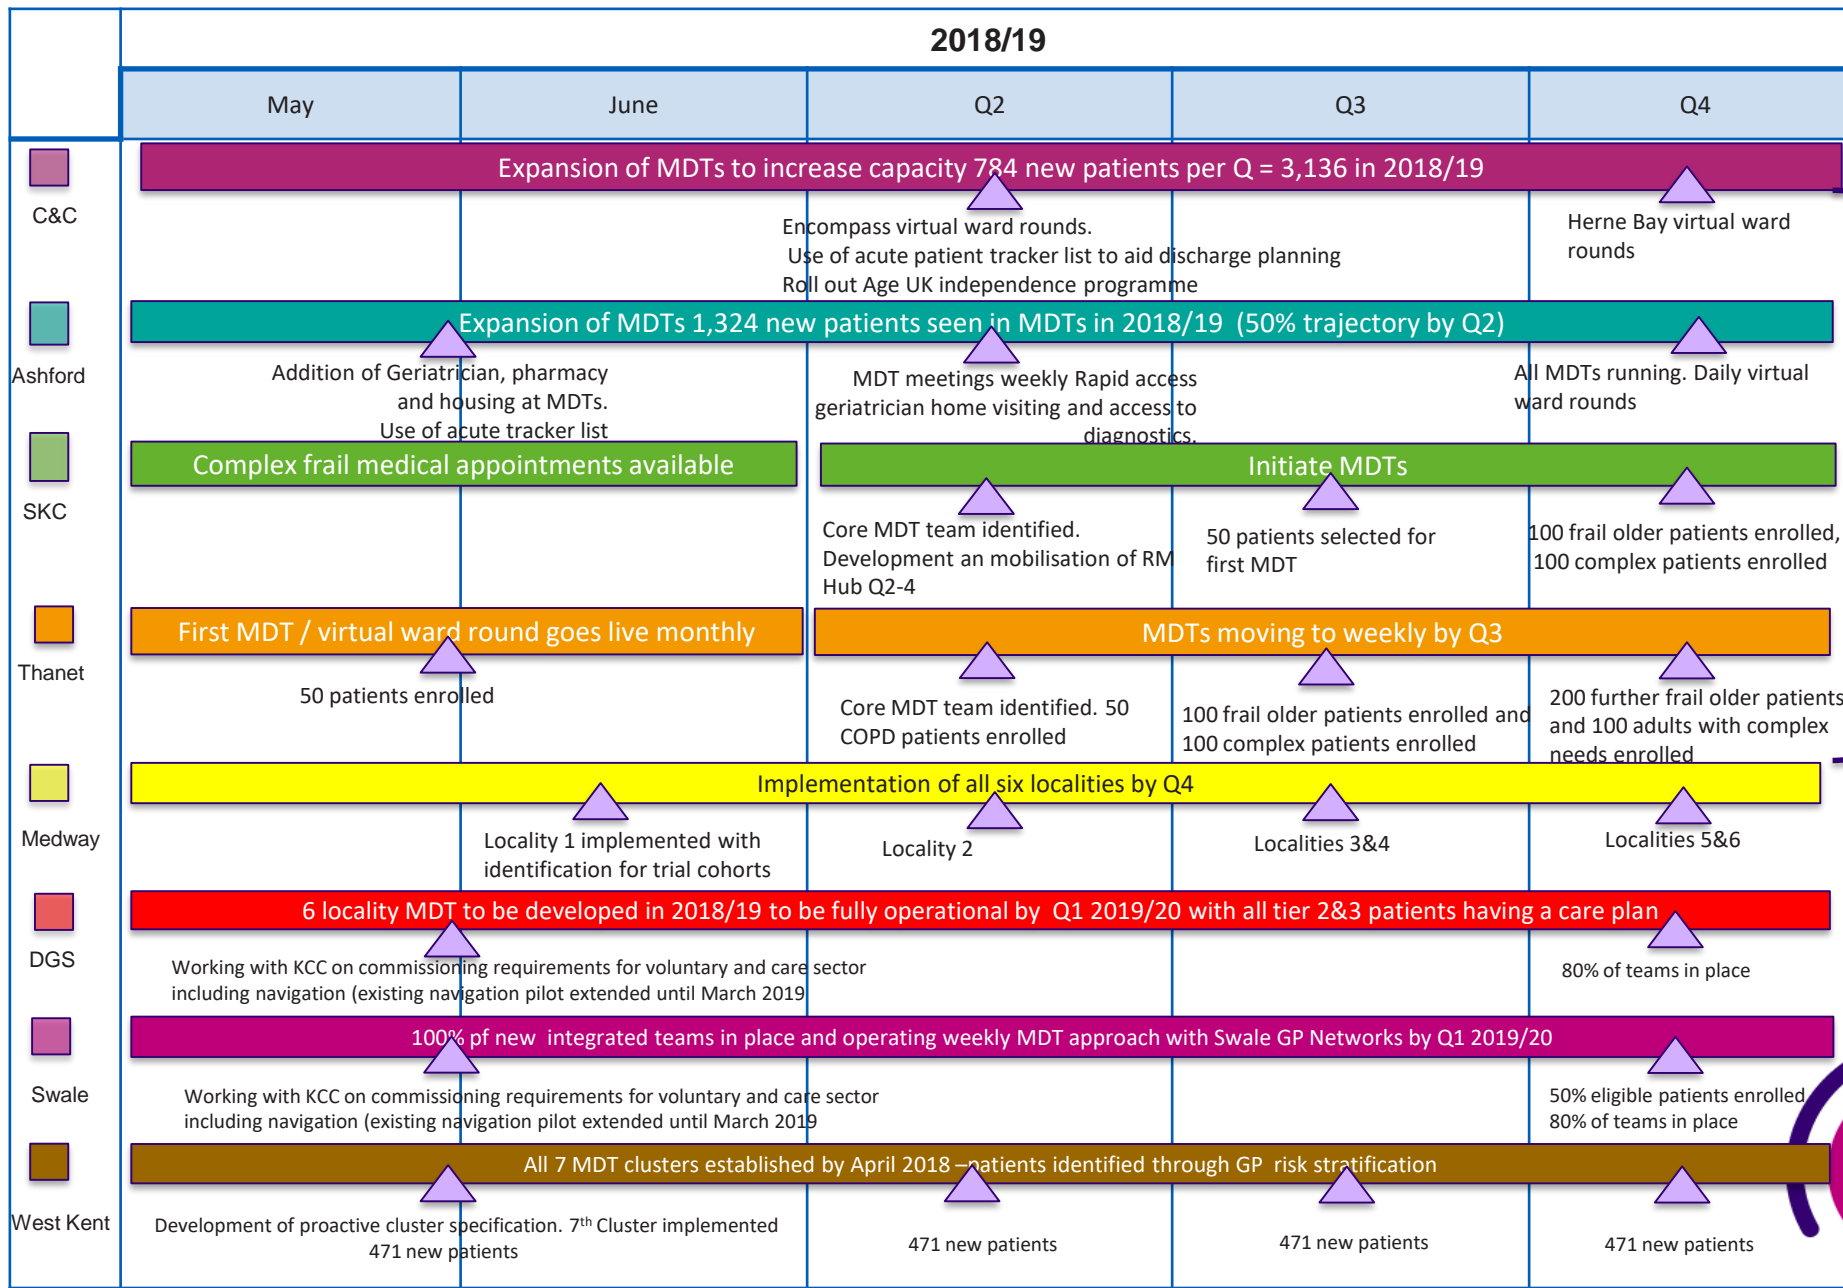 2018/19
May
June
Q2
Q3
Q4
C&C
Expansion of MDTs to increase capacity 784 new patients per Q = 3,136 in 2018/19
Encompass virtual ward rounds.
Use of acute patient tracker list to aid discharge planning
Roll out Age UK independence programme
Herne Bay virtual ward
rounds
Ashford
Expansion of MDTs 1,324 new patients seen in MDTs in 2018/19 (50% trajectory by Q2)
Addition of Geriatrician, pharmacy
and housing at MDTs.
Use of acute tracker list
MDT meetings weekly Rapid access
geriatrician home visiting and access to
diagnostics.
All MDTs running. Daily virtual
ward rounds
SKC
Complex frail medical appointments available
Initiate MDTs
Core MDT team identified.
Development an mobilisation of RM
Hub Q2-4
50 patients selected for
first MDT
100 frail older patients enrolled,
100 complex patients enrolled
Thanet
First MDT / virtual ward round goes live monthly
MDTs moving to weekly by Q3
50 patients enrolled
Core MDT team identified. 50
COPD patients enrolled
100 frail older patients enrolled and
100 complex patients enrolled
200 further frail older patients
and 100 adults with complex
needs enrolled
Medway
Implementation of all six localities by Q4
Locality 1 implemented with
identification for trial cohorts
Locality 2
Localities 3&4
Localities 5&6
DGS
6 locality MDT to be developed in 2018/19 to be fully operational by Q1 2019/20 with all tier 2&3 patients having a care plan
Working with KCC on commissioning requirements for voluntary and care sector
including navigation (existing navigation pilot extended until March 2019
80% of teams in place
Swale
100% pf new integrated teams in place and operating weekly MDT approach with Swale GP Networks by Q1 2019/20
Working with KCC on commissioning requirements for voluntary and care sector
including navigation (existing navigation pilot extended until March 2019
50% eligible patients enrolled
80% of teams in place
West Kent
All 7 MDT clusters established by April 2018 –patients identified through GP risk stratification
Development of proactive cluster specification. 7th Cluster implemented
471 new patients
471 new patients
471 new patients
471 new patients